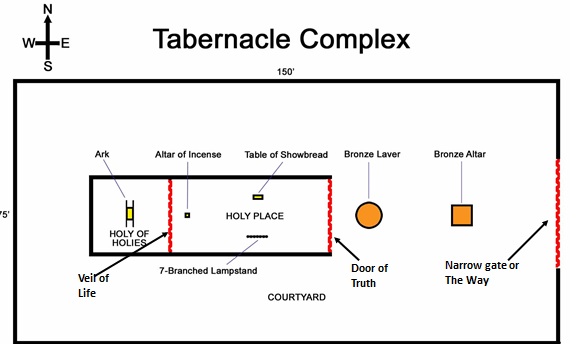 N
W E
S
Tabernacle Complex
150'
Ark
Altar of Incense
Table of Showbread
Bronze Laver
Bronze Altar
75'
HOLY PLACE
HOLY OF
HOLIES
7-Branched Lampstand
Veil of
Life
Door of
Truth
Narrow gate or
The Way
COURTYARD